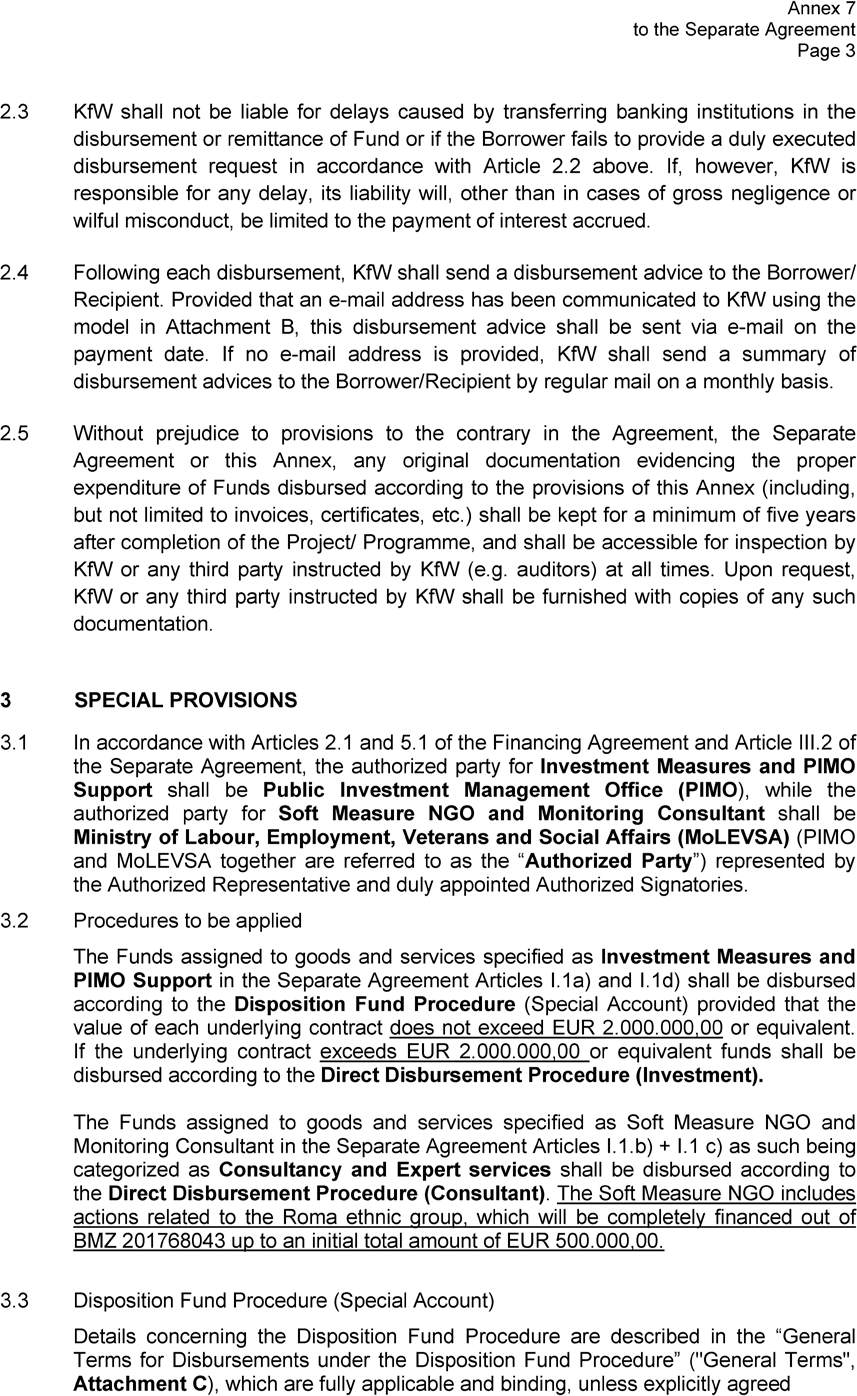 Annex 7
to the Separate Agreement
Page 3
2.3 KfW shall not be liable for delays caused by transferring banking institutions in the
disbursement or remittance of Fund or if the Borrower fails to provide a duly executed
disbursement request in accordance with Article 2.2 above. If, however, KfW is
responsible for any delay, its liability will, other than in cases of gross negligence or
wilful misconduct, be limited to the payment of interest accrued.
2.4 Following each disbursement, KfW shall send a disbursement advice to the Borrower/
Recipient. Provided that an e-mail address has been communicated to KfW using the
model in Attachment B, this disbursement advice shall be sent via e-mail on the
payment date. If no e-mail address is provided, KfW shall send a summary of
disbursement advices to the Borrower/Recipient by regular mail on a monthly basis.
2.5 Without prejudice to provisions to the contrary in the Agreement, the Separate
Agreement or this Annex, any original documentation evidencing the proper
expenditure of Funds disbursed according to the provisions of this Annex (including,
but not limited to invoices, certificates, etc.) shall be kept for a minimum of five years
after completion of the Project/ Programme, and shall be accessible for inspection by
KfW or any third party instructed by KfW (e.g. auditors) at all times. Upon request,
KfW or any third party instructed by KfW shall be furnished with copies of any such
documentation.
3 SPECIAL PROVISIONS
3.1 In accordance with Articles 2.1 and 5.1 of the Financing Agreement and Article III.2 of
the Separate Agreement, the authorized party for Investment Measures and PIMO
Support shall be Public Investment Management Office (PIMO), while the
authorized party for Soft Measure NGO and Monitoring Consultant shall be
Ministry of Labour, Employment, Veterans and Social Affairs (MoLEVSA) (PIMO
and MoLEVSA together are referred to as the “Authorized Party”) represented by
the Authorized Representative and duly appointed Authorized Signatories.
3.2 Procedures to be applied
The Funds assigned to goods and services specified as Investment Measures and
PIMO Support in the Separate Agreement Articles I.1a) and I.1d) shall be disbursed
according to the Disposition Fund Procedure (Special Account) provided that the
value of each underlying contract does not exceed EUR 2.000.000,00 or equivalent.
If the underlying contract exceeds EUR 2.000.000,00 or equivalent funds shall be
disbursed according to the Direct Disbursement Procedure (Investment).
The Funds assigned to goods and services specified as Soft Measure NGO and
Monitoring Consultant in the Separate Agreement Articles I.1.b) + I.1 c) as such being
categorized as Consultancy and Expert services shall be disbursed according to
the Direct Disbursement Procedure (Consultant). The Soft Measure NGO includes
actions related to the Roma ethnic group, which will be completely financed out of
BMZ 201768043 up to an initial total amount of EUR 500.000,00.
3.3 Disposition Fund Procedure (Special Account)
Details concerning the Disposition Fund Procedure are described in the “General
Terms for Disbursements under the Disposition Fund Procedure” ("General Terms",
Attachment C), which are fully applicable and binding, unless explicitly agreed